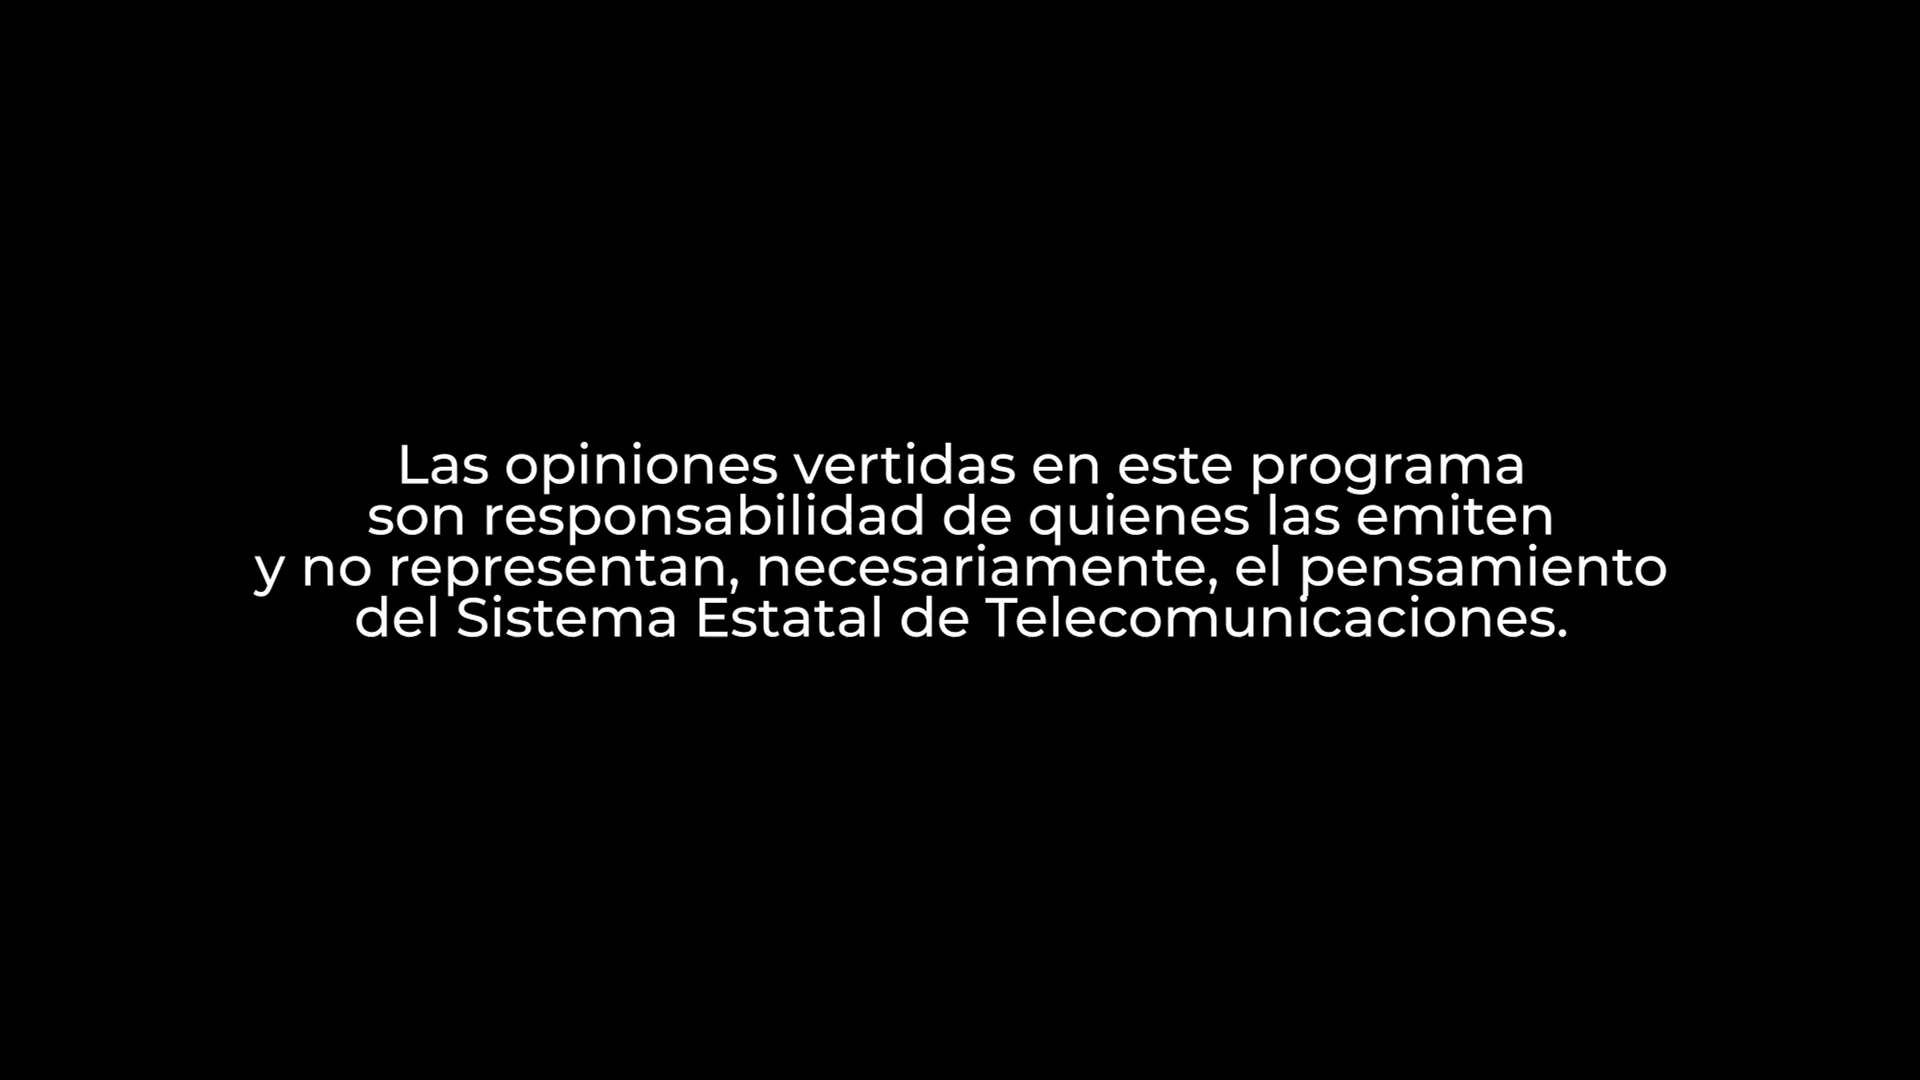 Las opiniones vertidas en este programa
son responsabilidad de quienes las emiten
y no representan, necesariamente, el pensamiento
del Sistema Estatal de Telecomunicaciones.